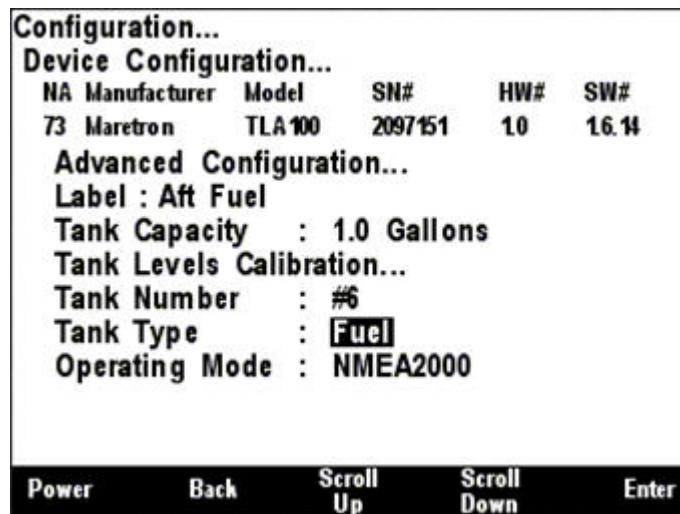 Configuration...
Device Configuration...
NA Manufacturer Model SN# HW# SW#
73 Maretron TLA100 2097151 1.0 1.6.14
Advanced Configuration...
Label : Aft Fuel
Tank Capacity : 1.0 Gallons
Tank Levels Calibration...
Tank Number : #6
Tank Type : Fuel
Operating Mode : NMEA2000
Power Back Scroll Up Scroll Down Enter